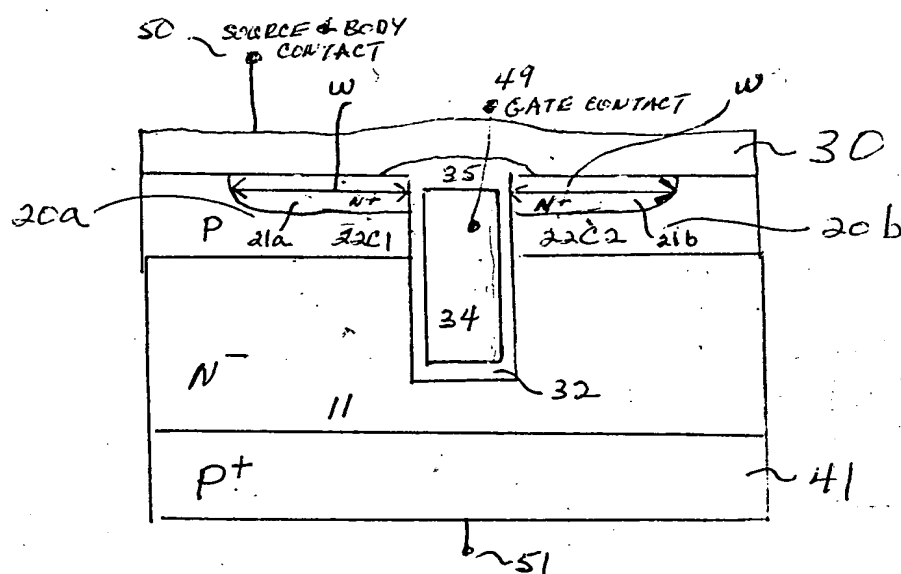 50
SOURCE & BODY
CONTACT
49
GATE CONTACT
W
W
30
35
N+
N+
20a
P
21a
22C1
22C2
21b
20b
34
N-
32
11
P+
41
51